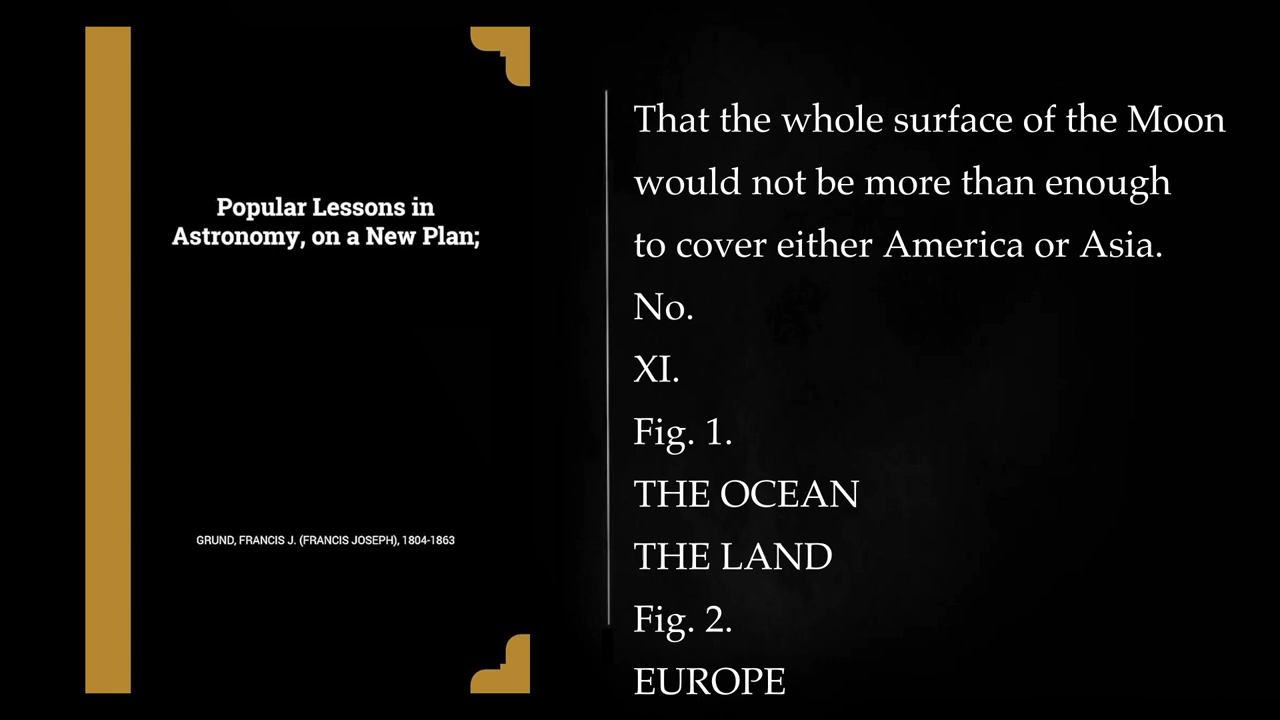 Popular Lessons in
Astronomy, on a New Plan;
GRUND, FRANCIS J. (FRANCIS JOSEPH), 1804-1863
That the whole surface of the Moon
would not be more than enough
to cover either America or Asia.
No.
XI.
Fig. 1.
THE OCEAN
THE LAND
Fig. 2.
EUROPE